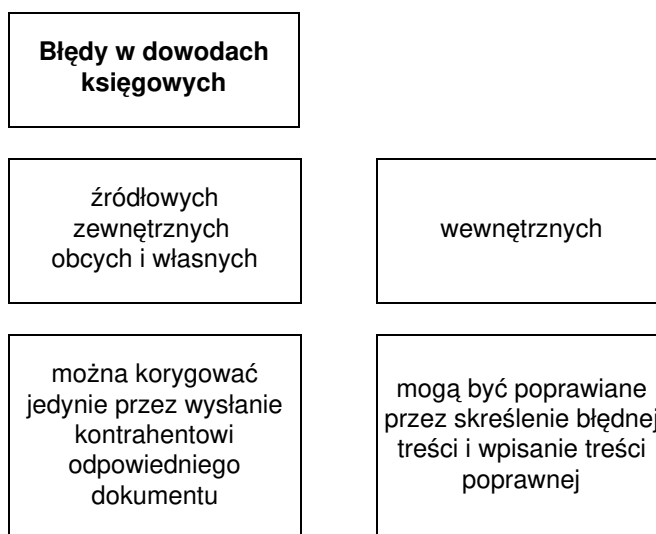 Błędy w dowodach
księgowych
źródłowych
zewnętrznych
obcych i własnych
wewnętrznych
można korygować
jedynie przez wysłanie
kontrahentowi
odpowiedniego
dokumentu
mogą być poprawiane
przez skreślenie błędnej
treści i wpisanie treści
poprawnej